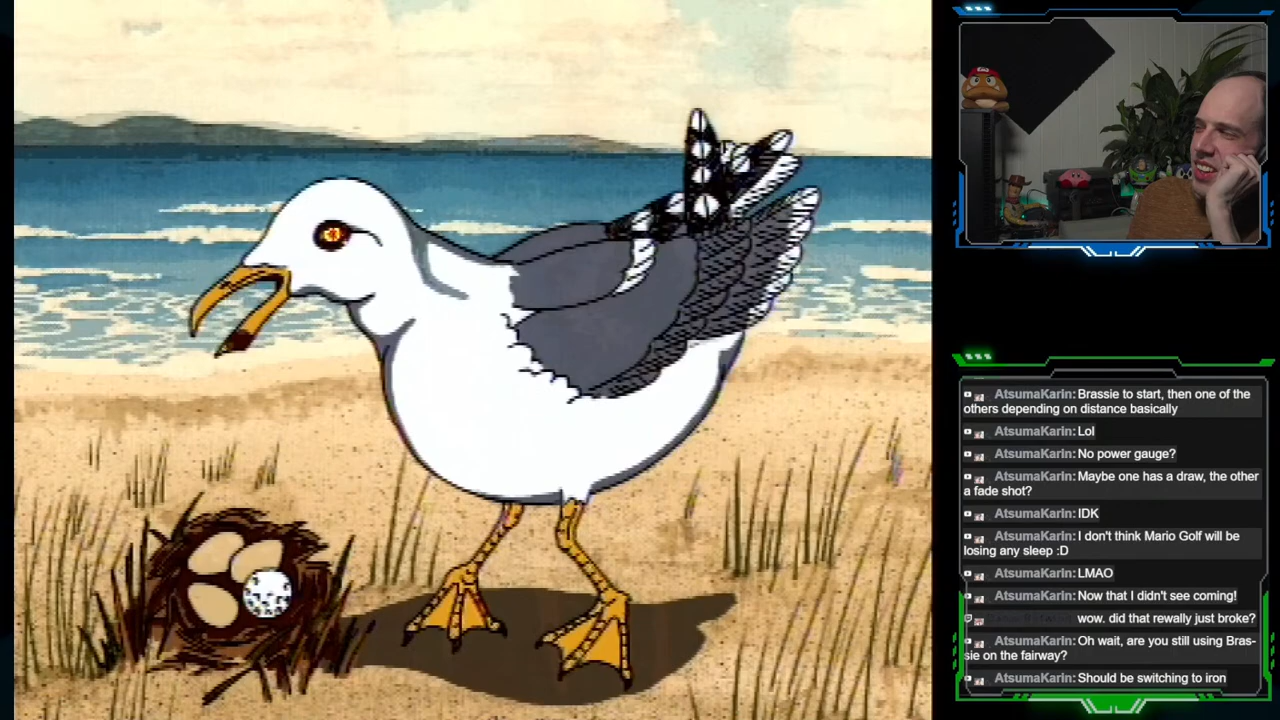 AtsumaKarin: Brassie to start, then one of the
others depending on distance basically
AtsumaKarin: Lol
AtsumaKarin: No power gauge?
AtsumaKarin: Maybe one has a draw, the other
a fade shot?
AtsumaKarin: IDK
AtsumaKarin: I don't think Mario Golf will be
losing any sleep :D
AtsumaKarin: LMAO
AtsumaKarin: Now that I didn't see coming!
wow. did that rewally just broke?
AtsumaKarin: Oh wait, are you still using Bras-
sie on the fairway?
AtsumaKarin: Should be switching to iron